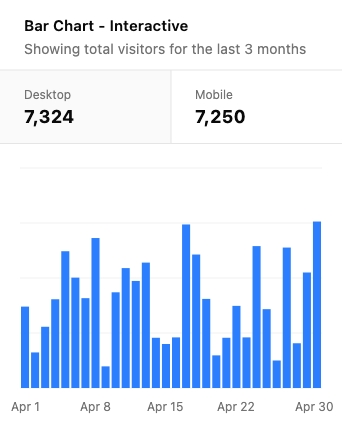 Bar Chart - Interactive
Showing total visitors for the last 3 months
Desktop
7,324
Mobile
7,250
Apr 1 Apr 8 Apr 15 Apr 22 Apr 30